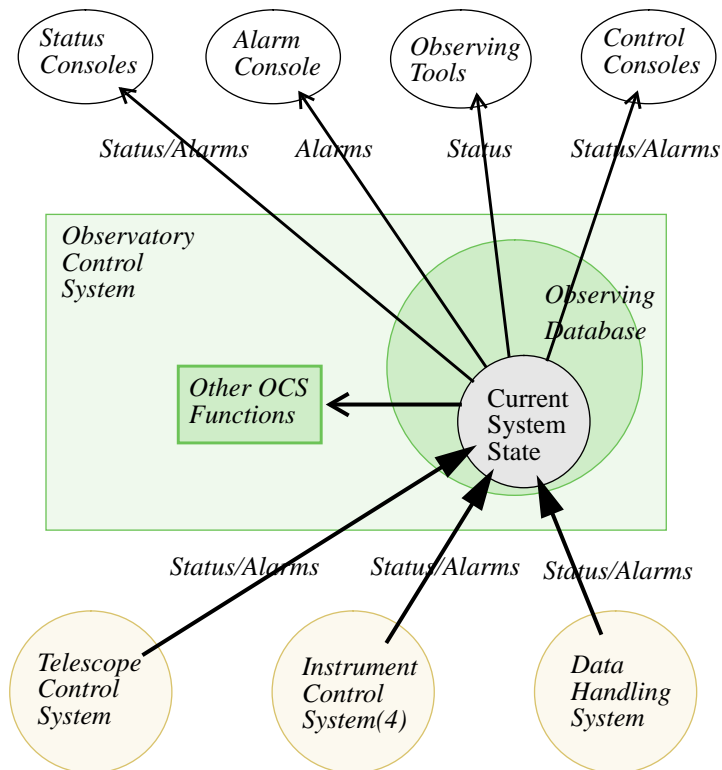 Status
Consoles
Alarm
Console
Observing
Tools
Control
Consoles
Status/Alarms
Alarms
Status
Status/Alarms
Observatory
Control
System
Observing
Database
Other OCS
Functions
Current
System
State
Status/Alarms
Status/Alarms
Status/Alarms
Telescope
Control
System
Instrument
Control
System(4)
Data
Handling
System